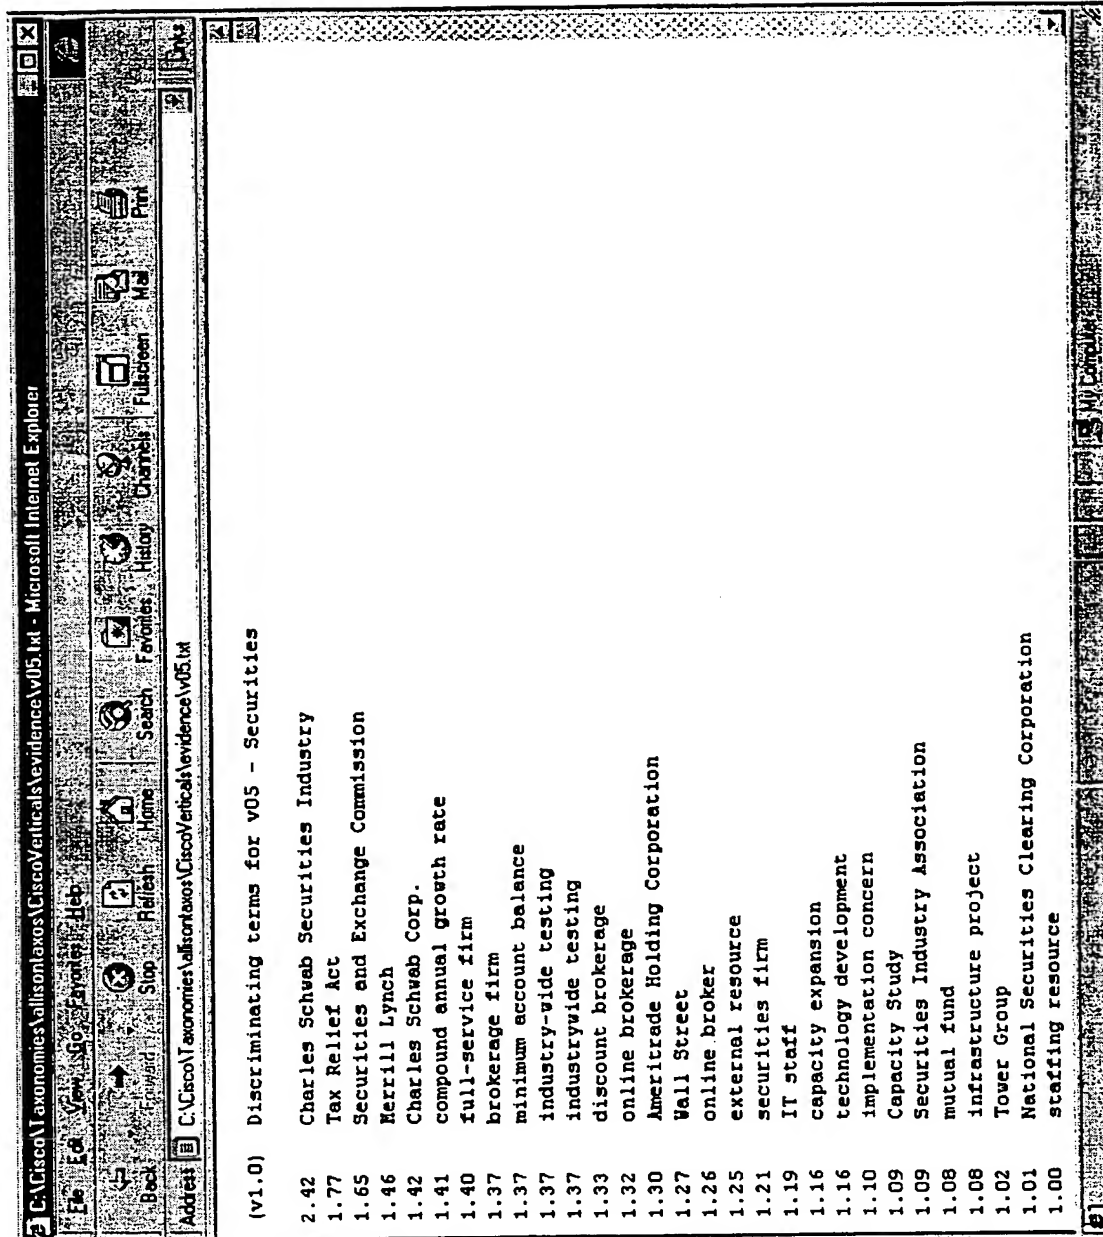 C:\Cisco\Taxonomies\allisontaxos\CiscoVerticals\evidence\v05.txt - Microsoft Internet Explorer
File Edit View Go Favorites Help
Back Forward Stop Refresh Home Search Favorites History Channels Fullscreen Mail Print
Address C:\Cisco\Taxonomies\allisontaxos\CiscoVerticals\evidence\v05.txt Links
(v1.0) Discriminating terms for v05 - Securities
2.42 Charles Schwab Securities Industry
1.77 Tax Relief Act
1.65 Securities and Exchange Commission
1.46 Merrill Lynch
1.42 Charles Schwab Corp.
1.41 compound annual growth rate
1.40 full-service firm
1.37 brokerage firm
1.37 minimum account balance
1.37 industry-wide testing
1.37 industrywide testing
1.33 discount brokerage
1.32 online brokerage
1.30 Ameritrade Holding Corporation
1.27 Wall Street
1.26 online broker
1.25 external resource
1.21 securities firm
1.19 IT staff
1.16 capacity expansion
1.16 technology development
1.10 implementation concern
1.09 Capacity Study
1.09 Securities Industry Association
1.08 mutual fund
1.08 infrastructure project
1.02 Tower Group
1.01 National Securities Clearing Corporation
1.00 staffing resource
My Computer